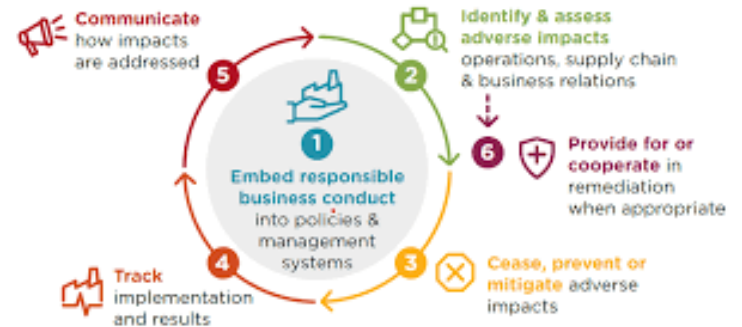 1
Embed responsible
business conduct
into policies &
management
systems
2
Identify & assess
adverse impacts
operations, supply chain
& business relations
3
Cease, prevent or
mitigate adverse
impacts
4
Track
implementation
and results
5
Communicate
how impacts
are addressed
6
Provide for or
cooperate in
remediation
when appropriate